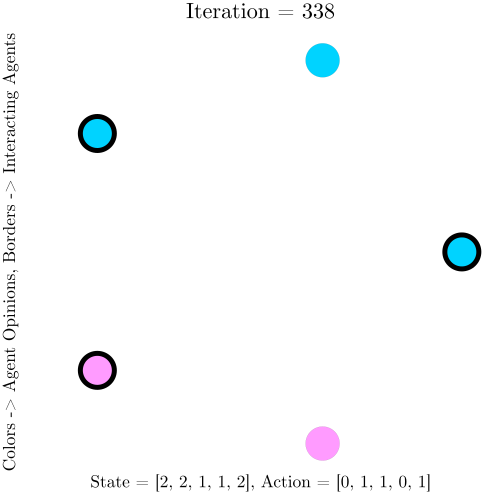 Iteration = 338
Colors -> Agent Opinions, Borders -> Interacting Agents
State = [2, 2, 1, 1, 2], Action = [0, 1, 1, 0, 1]